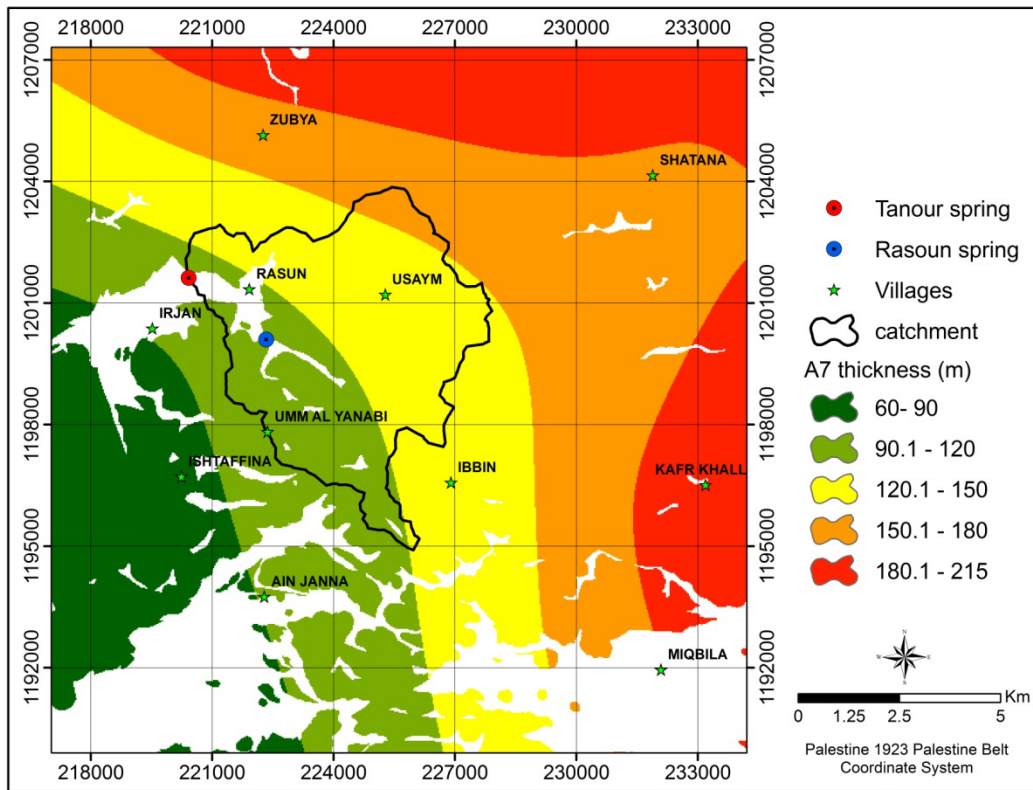 218000 221000 224000 227000 230000 233000
1207000 1207000
ZUBYA
SHATANA
1204000 1204000
Tanour spring
Rasoun spring
RASUN
USAYM
Villages
1201000 1201000
IRJAN
catchment
A7 thickness (m)
60- 90
1198000 1198000
UMM AL YANABI
90.1 - 120
ISHTAFFINA
IBBIN
KAFR KHALL
120.1 - 150
150.1 - 180
1195000 1195000
180.1 - 215
AIN JANNA
1192000 1192000
MIQBILA
N
W E
S
Km
0 1.25 2.5 5
Palestine 1923 Palestine Belt
Coordinate System
218000 221000 224000 227000 230000 233000